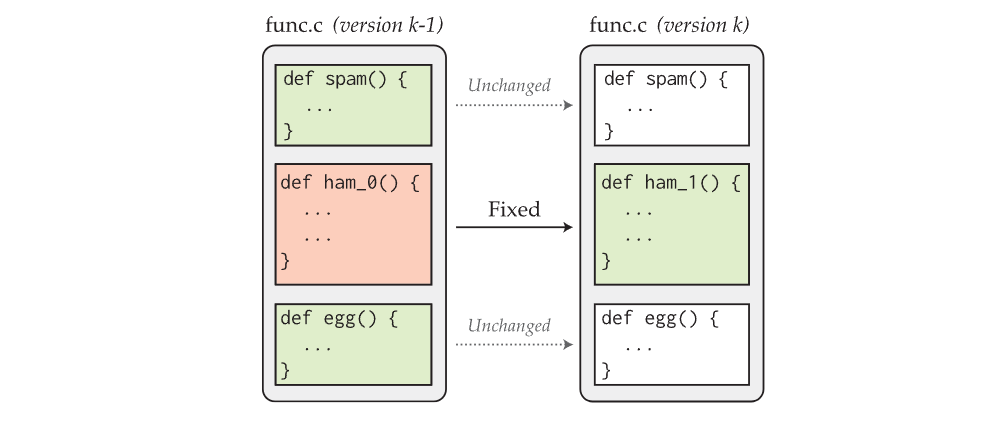 func.c (version k-1)
def spam() {
...
}
def ham_0() {
...
...
}
def egg() {
...
}
Unchanged
Fixed
Unchanged
func.c (version k)
def spam() {
...
}
def ham_1() {
...
...
}
def egg() {
...
}